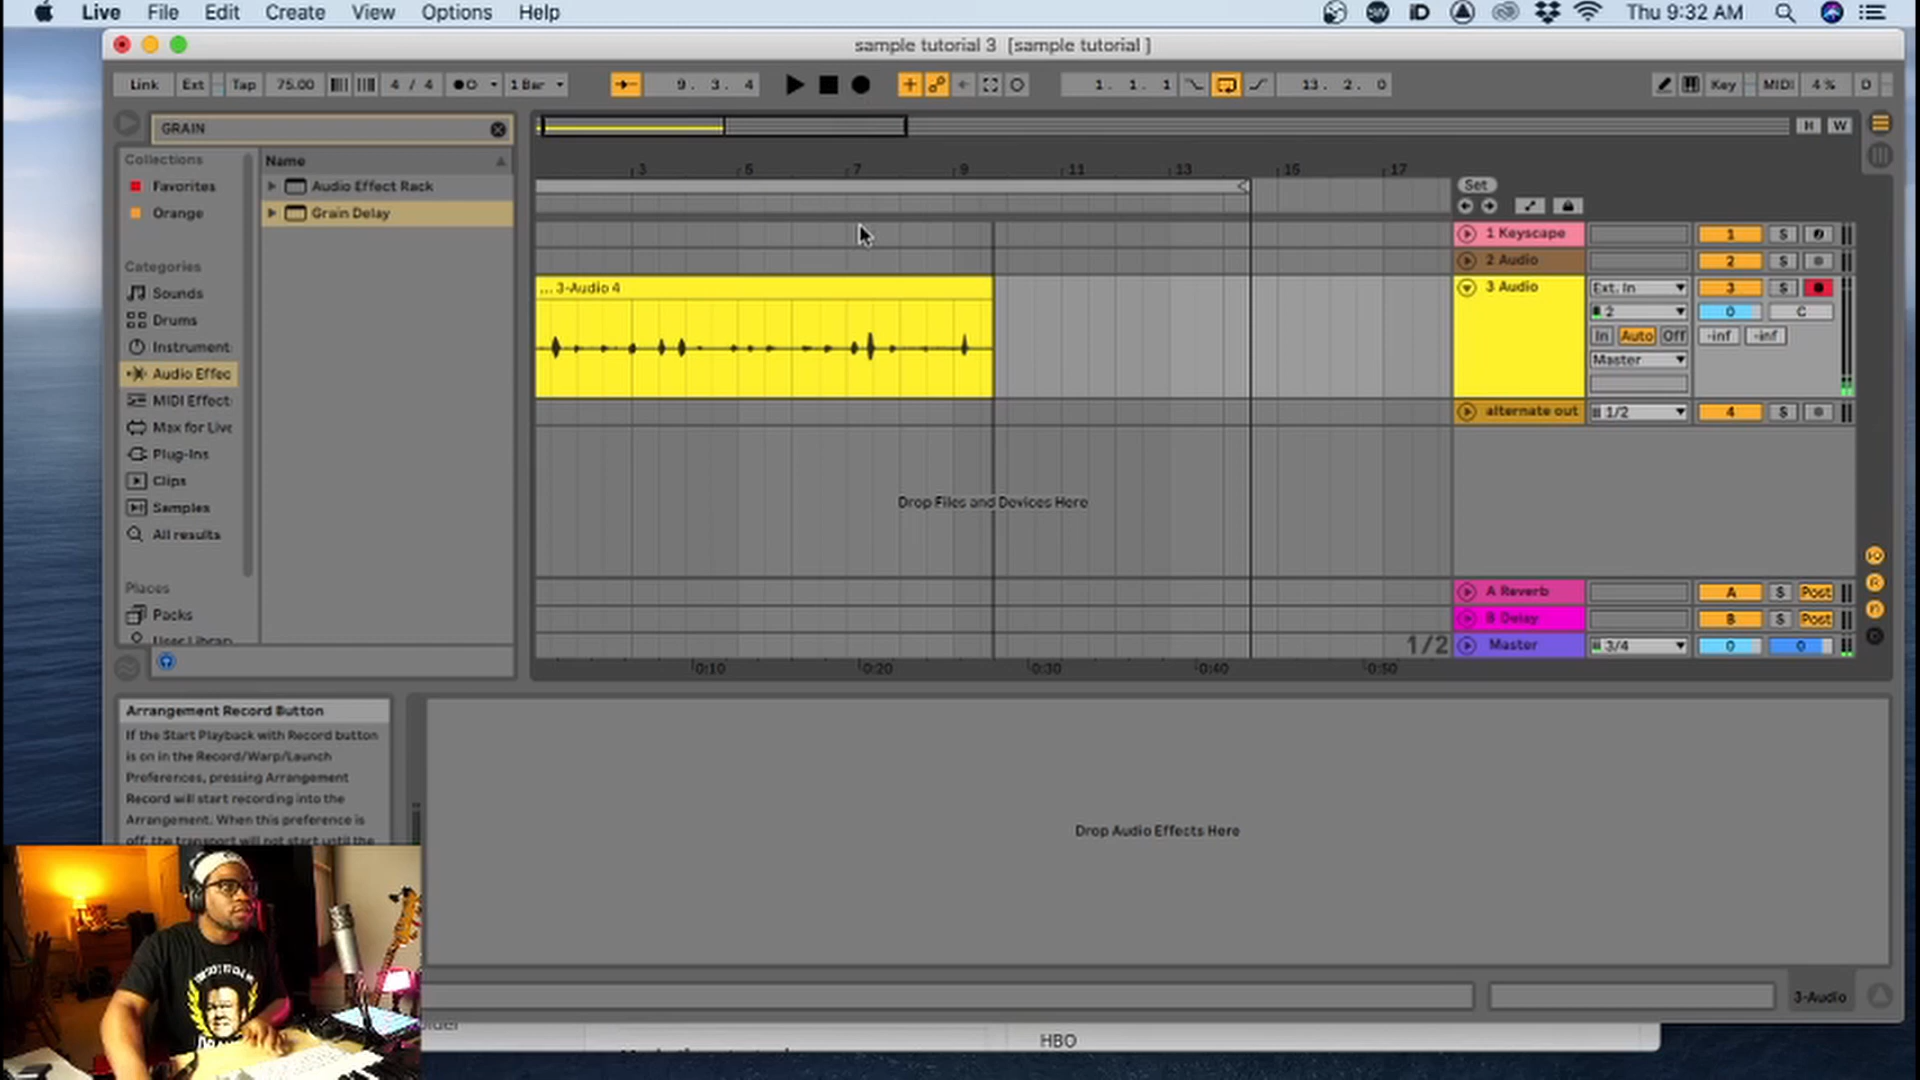 Live File Edit Create View Options Help
iD Thu 9:32 AM
sample tutorial 3 [sample tutorial ]
Link Ext Tap 75.00 4 / 4 1 Bar 9. 3. 4 1. 1. 1 13. 2. 0 Key MIDI 4 % D
GRAIN
H W
Collections
Favorites
Orange
Categories
Sounds
Drums
Instrument
Audio Effec
MIDI Effect
Max for Live
Plug-Ins
Clips
Samples
All results
Places
Packs
User Library
Name
Audio Effect Rack
Grain Delay
3 5 7 9 11 13 15 17
Set
... 3-Audio 4
Drop Files and Devices Here
1/2
0:10 0:20 0:30 0:40 0:50
1 Keyscape 1 S
2 Audio 2 S
3 Audio Ext. In 3 S
2 0 C
In Auto Off -inf -inf
Master
alternate out 1/2 4 S
A Reverb A S Post
B Delay B S Post
Master 3/4 0 0
Arrangement Record Button
If the Start Playback with Record button
is on in the Record/Warp/Launch
Preferences, pressing Arrangement
Record will start recording into the
Arrangement. When this preference is
off, the transport will not start until the
Drop Audio Effects Here
3-Audio
HBO